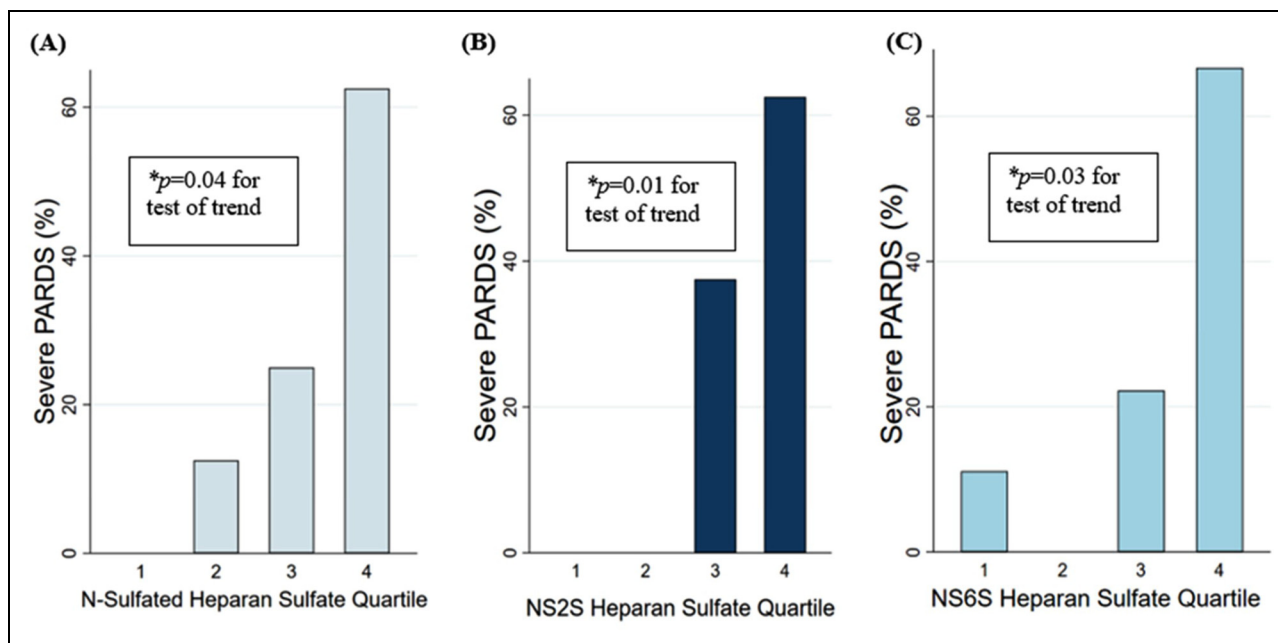 (A)
Severe PARDS (%)
60
40
20
0
*p=0.04 for
test of trend
1 2 3 4
N-Sulfated Heparan Sulfate Quartile
(B)
Severe PARDS (%)
60
40
20
0
*p=0.01 for
test of trend
1 2 3 4
NS2S Heparan Sulfate Quartile
(C)
Severe PARDS (%)
60
40
20
0
*p=0.03 for
test of trend
1 2 3 4
NS6S Heparan Sulfate Quartile